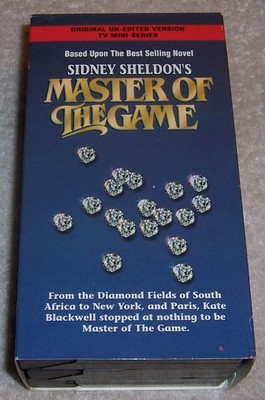 ORIGINAL UN-EDITED VERSION
TV MINI-SERIES
Based Upon The Best Selling Novel
SIDNEY SHELDON'S
MASTER OF
THE GAME
From the Diamond Fields of South
Africa to New York, and Paris, Kate
Blackwell stopped at nothing to be
Master of The Game.